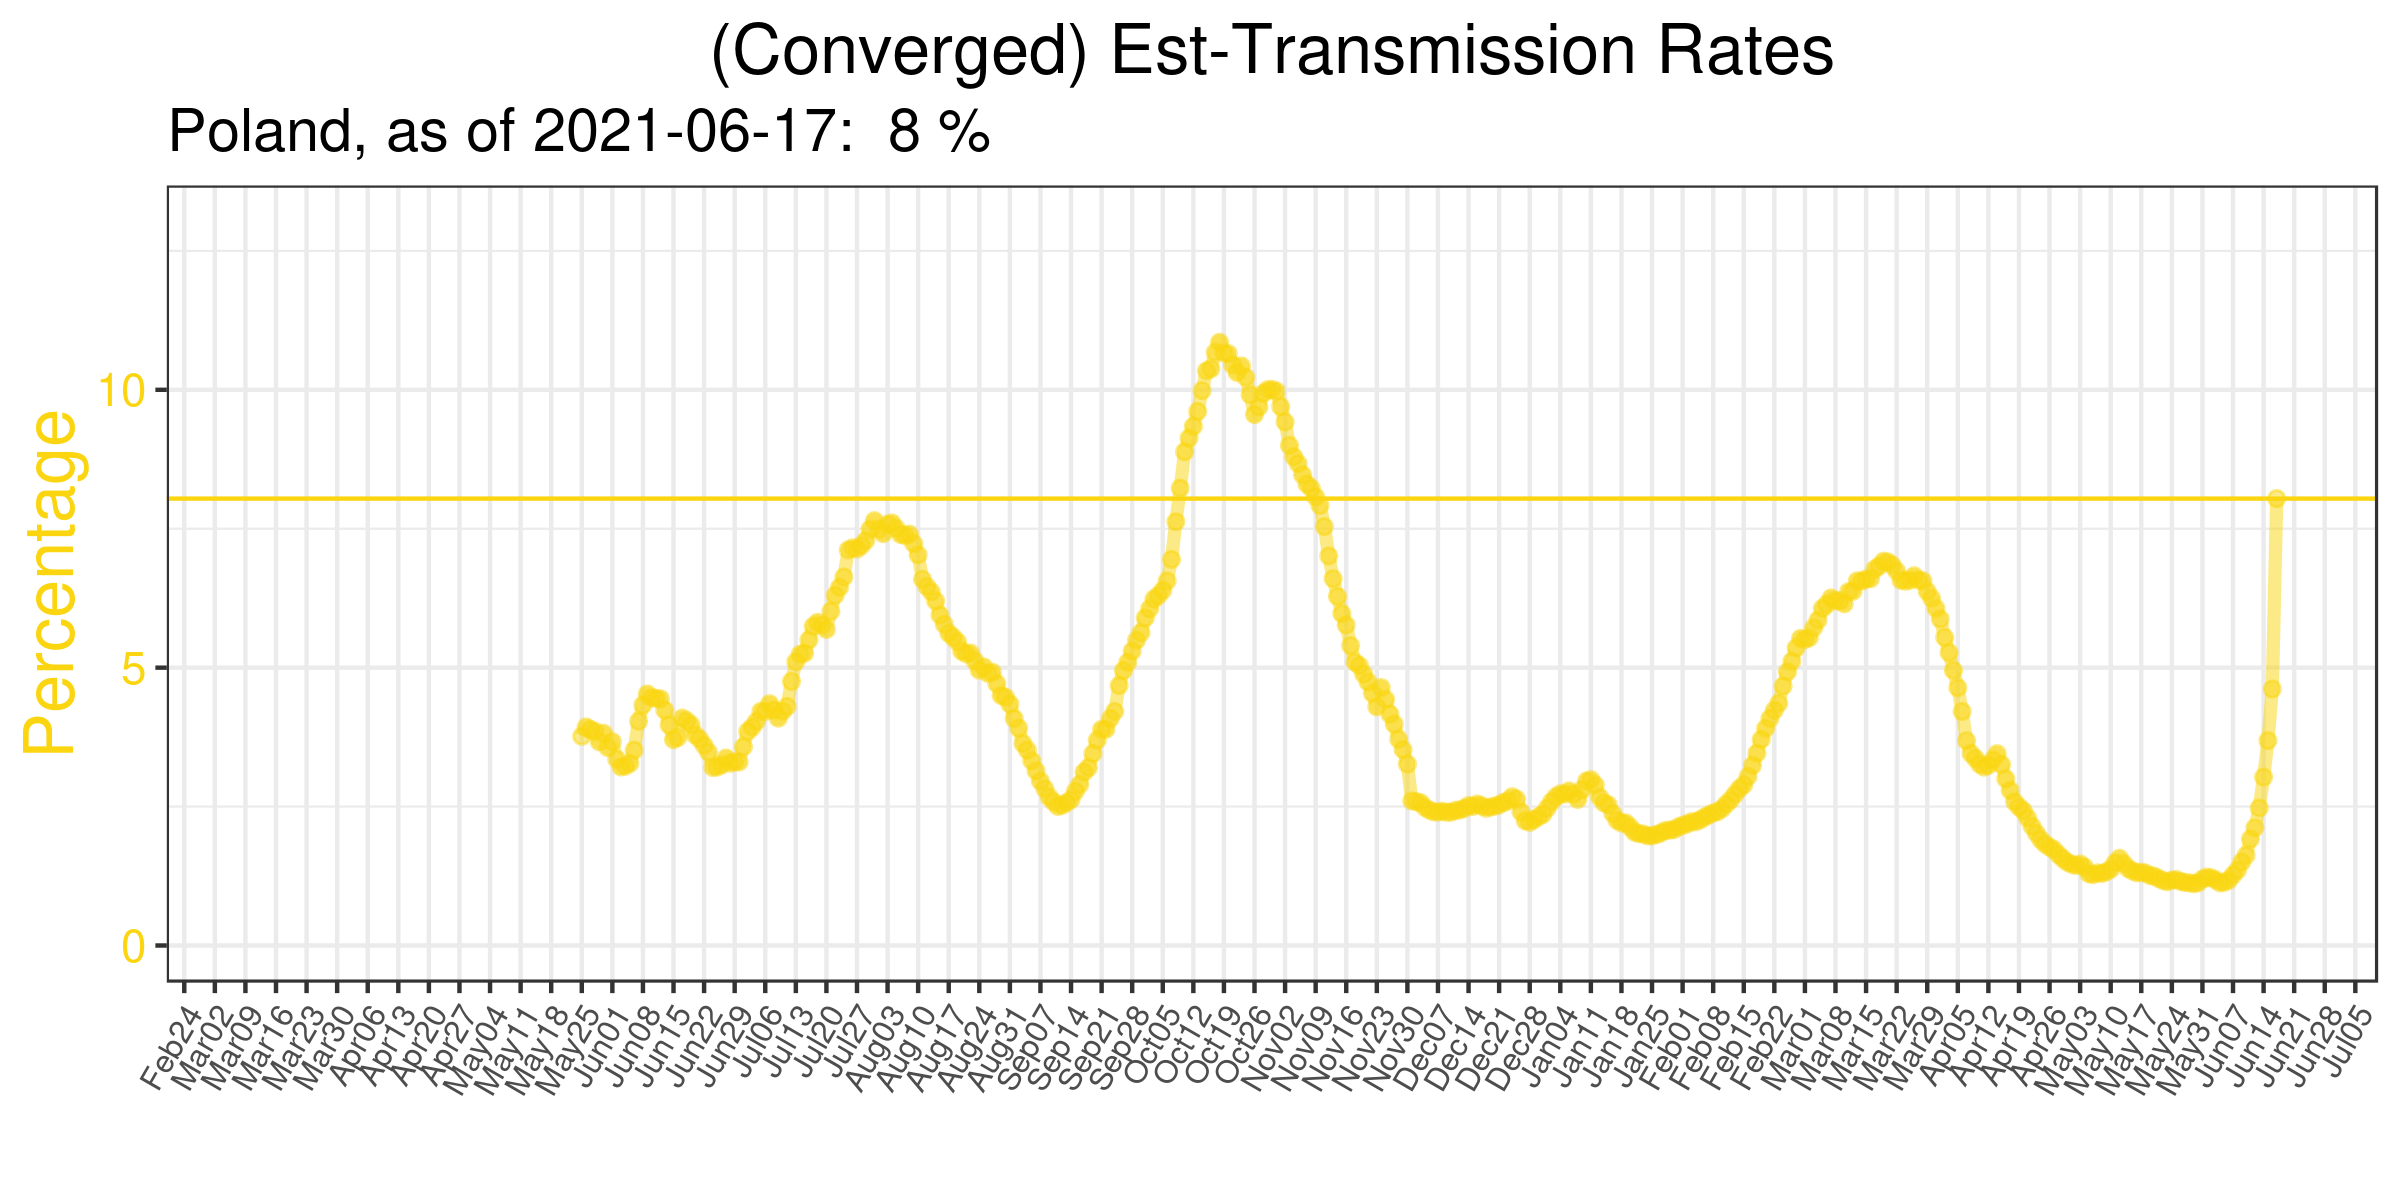 (Converged) Est-Transmission Rates
Poland, as of 2021-06-17:  8 %
Percentage
10
5
0
Feb24
Mar02
Mar09
Mar16
Mar23
Mar30
Apr06
Apr13
Apr20
Apr27
May04
May11
May18
May25
Jun01
Jun08
Jun15
Jun22
Jun29
Jul06
Jul13
Jul20
Jul27
Aug03
Aug10
Aug17
Aug24
Aug31
Sep07
Sep14
Sep21
Sep28
Oct05
Oct12
Oct19
Oct26
Nov02
Nov09
Nov16
Nov23
Nov30
Dec07
Dec14
Dec21
Dec28
Jan04
Jan11
Jan18
Jan25
Feb01
Feb08
Feb15
Feb22
Mar01
Mar08
Mar15
Mar22
Mar29
Apr05
Apr12
Apr19
Apr26
May03
May10
May17
May24
May31
Jun07
Jun14
Jun21
Jun28
Jul05